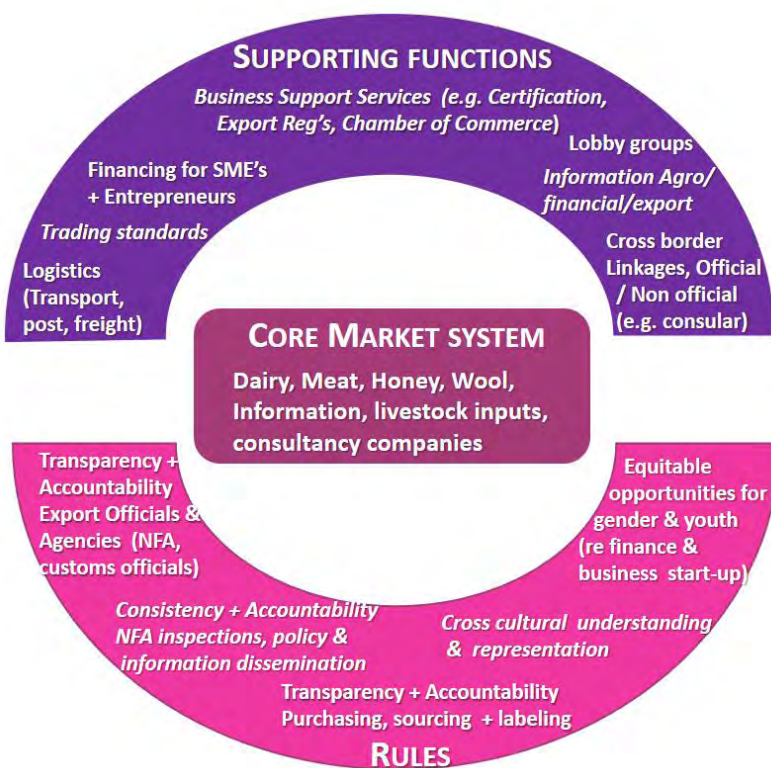 SUPPORTING FUNCTIONS
Business Support Services (e.g. Certification,
Export Reg's, Chamber of Commerce)
Lobby groups
Financing for SME's
+ Entrepreneurs
Information Agro/
financial/export
Trading standards
Cross border
Linkages, Official
/ Non official
(e.g. consular)
Logistics
(Transport,
post, freight)
CORE MARKET SYSTEM
Dairy, Meat, Honey, Wool,
Information, livestock inputs,
consultancy companies
Transparency +
Accountability
Export Officials &
Agencies (NFA,
customs officials)
Equitable
opportunities for
gender & youth
(re finance &
business start-up)
Consistency + Accountability
NFA inspections, policy &
information dissemination
Cross cultural understanding
& representation
Transparency + Accountability
Purchasing, sourcing + labeling
RULES